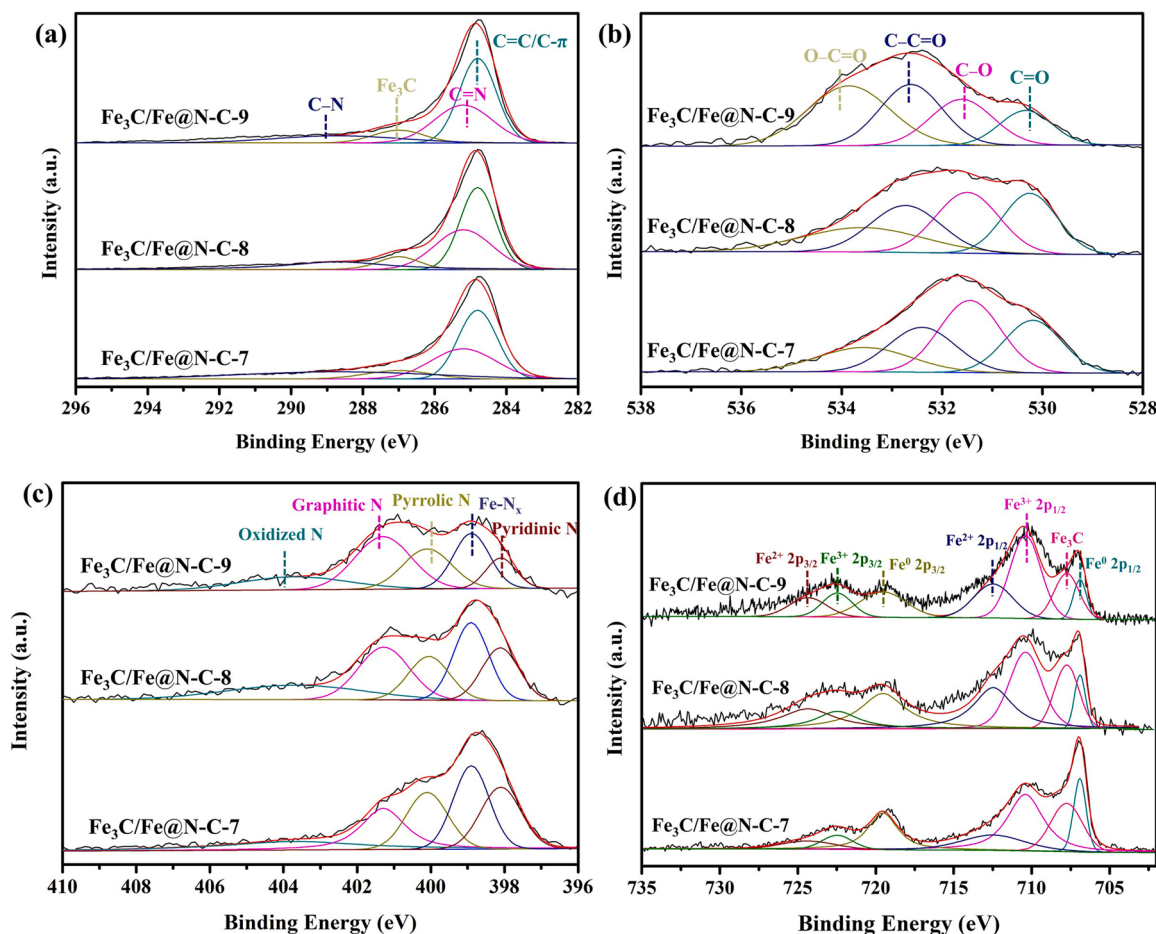 (a)
C=C/C-π
Fe₃C
C–N
C=N
Fe₃C/Fe@N-C-9
Fe₃C/Fe@N-C-8
Fe₃C/Fe@N-C-7
Intensity (a.u.)
296 294 292 290 288 286 284 282
Binding Energy (eV)
(b)
O–C=O
C–C=O
C–O
C=O
Fe₃C/Fe@N-C-9
Fe₃C/Fe@N-C-8
Fe₃C/Fe@N-C-7
Intensity (a.u.)
538 536 534 532 530 528
Binding Energy (eV)
(c)
Graphitic N
Pyrrolic N
Fe-Nₓ
Oxidized N
Pyridinic N
Fe₃C/Fe@N-C-9
Fe₃C/Fe@N-C-8
Fe₃C/Fe@N-C-7
Intensity (a.u.)
410 408 406 404 402 400 398 396
Binding Energy (eV)
(d)
Fe³⁺ 2p₁/₂
Fe²⁺ 2p₁/₂
Fe₃C
Fe²⁺ 2p₃/₂
Fe³⁺ 2p₃/₂
Fe⁰ 2p₃/₂
Fe⁰ 2p₁/₂
Fe₃C/Fe@N-C-9
Fe₃C/Fe@N-C-8
Fe₃C/Fe@N-C-7
Intensity (a.u.)
735 730 725 720 715 710 705
Binding Energy (eV)